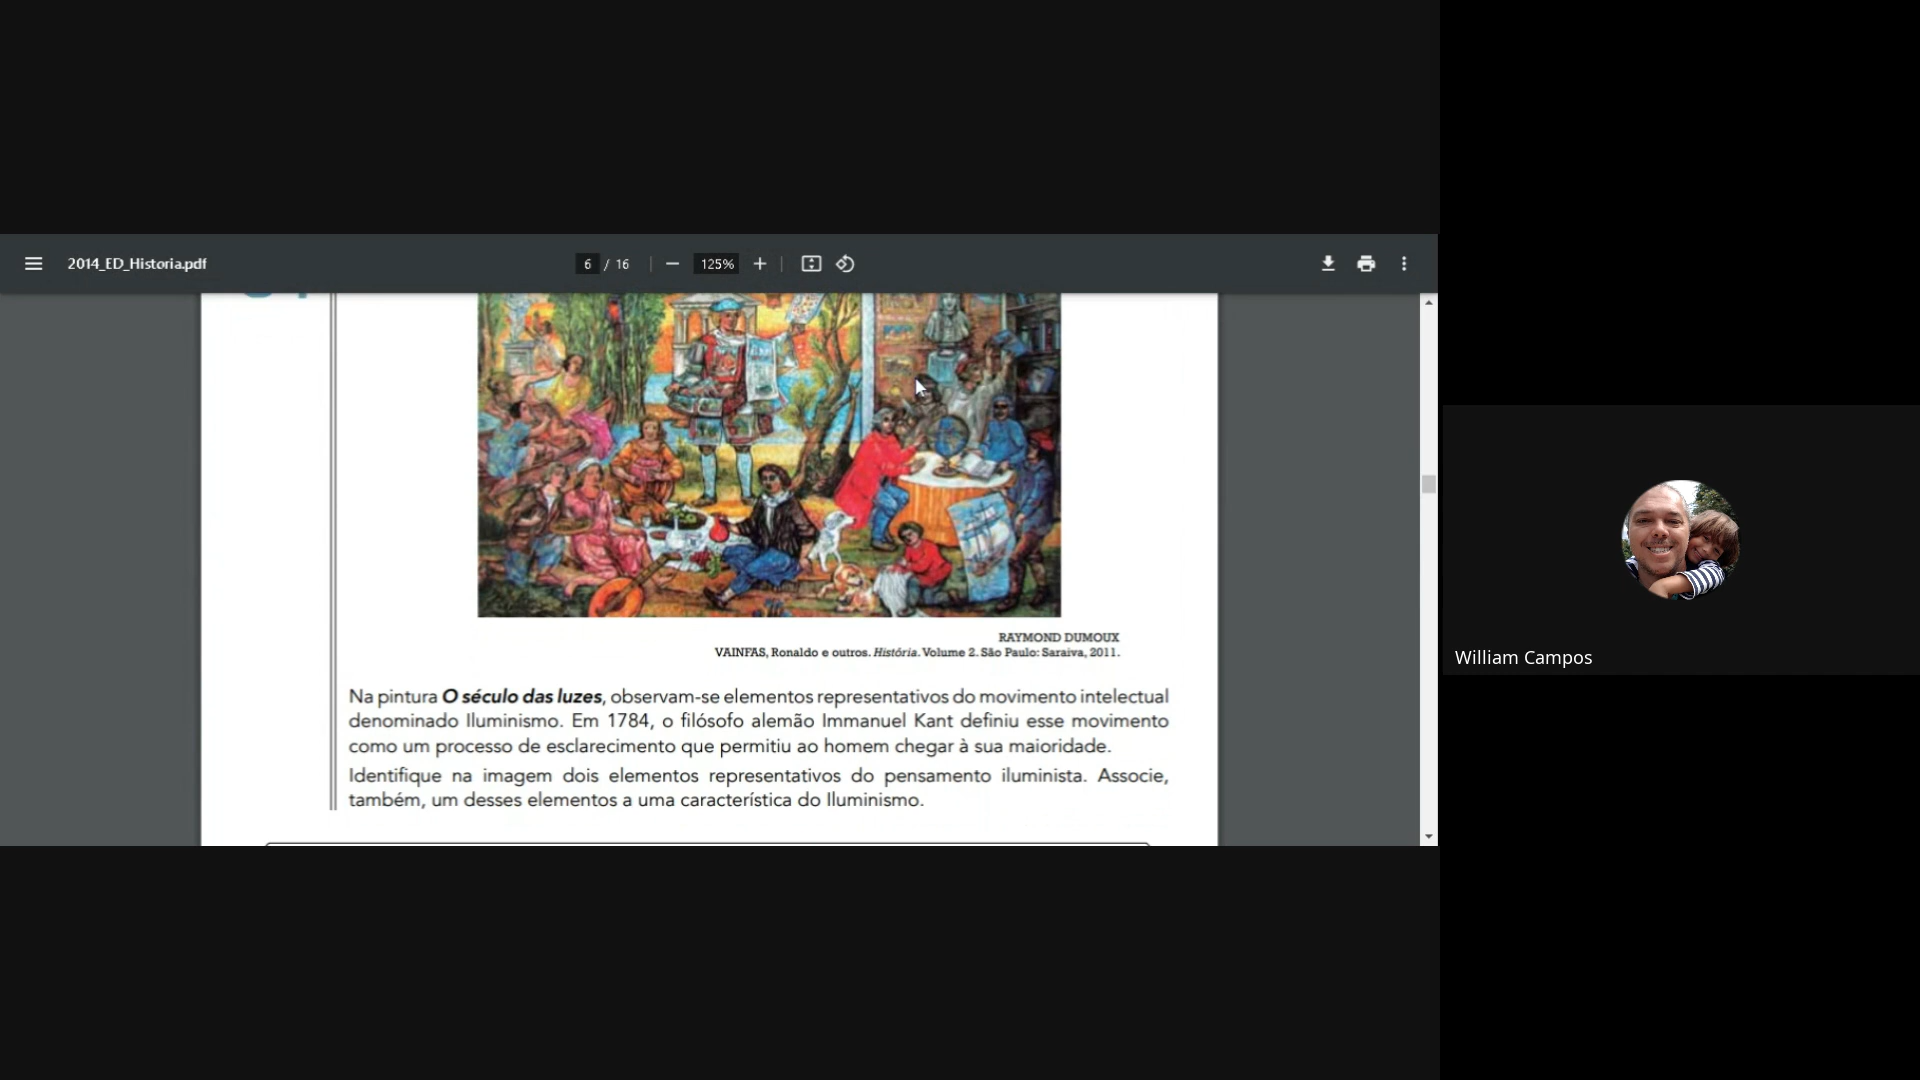 2014_ED_Historia.pdf
6 / 16
125%
RAYMOND DUMOUX
VAINFAS, Ronaldo e outros. História. Volume 2. São Paulo: Saraiva, 2011.
Na pintura O século das luzes, observam-se elementos representativos do movimento intelectual
denominado Iluminismo. Em 1784, o filósofo alemão Immanuel Kant definiu esse movimento
como um processo de esclarecimento que permitiu ao homem chegar à sua maioridade.
Identifique na imagem dois elementos representativos do pensamento iluminista. Associe,
também, um desses elementos a uma característica do Iluminismo.
William Campos